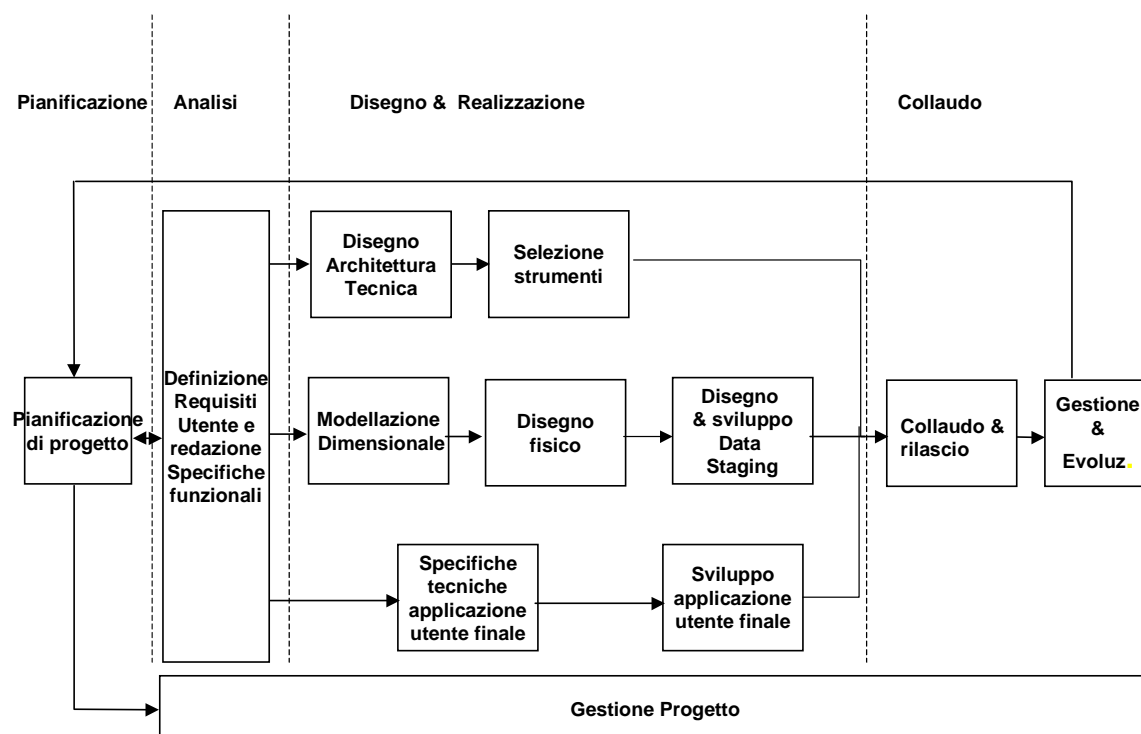 Pianificazione
Analisi
Disegno & Realizzazione
Collaudo
Disegno
Architettura
Tecnica
Selezione
strumenti
Pianificazione
di progetto
Definizione
Requisiti
Utente e
redazione
Specifiche
funzionali
Modellazione
Dimensionale
Disegno
fisico
Disegno
& sviluppo
Data
Staging
Collaudo &
rilascio
Gestione
&
Evoluz.
Specifiche
tecniche
applicazione
utente finale
Sviluppo
applicazione
utente finale
Gestione Progetto